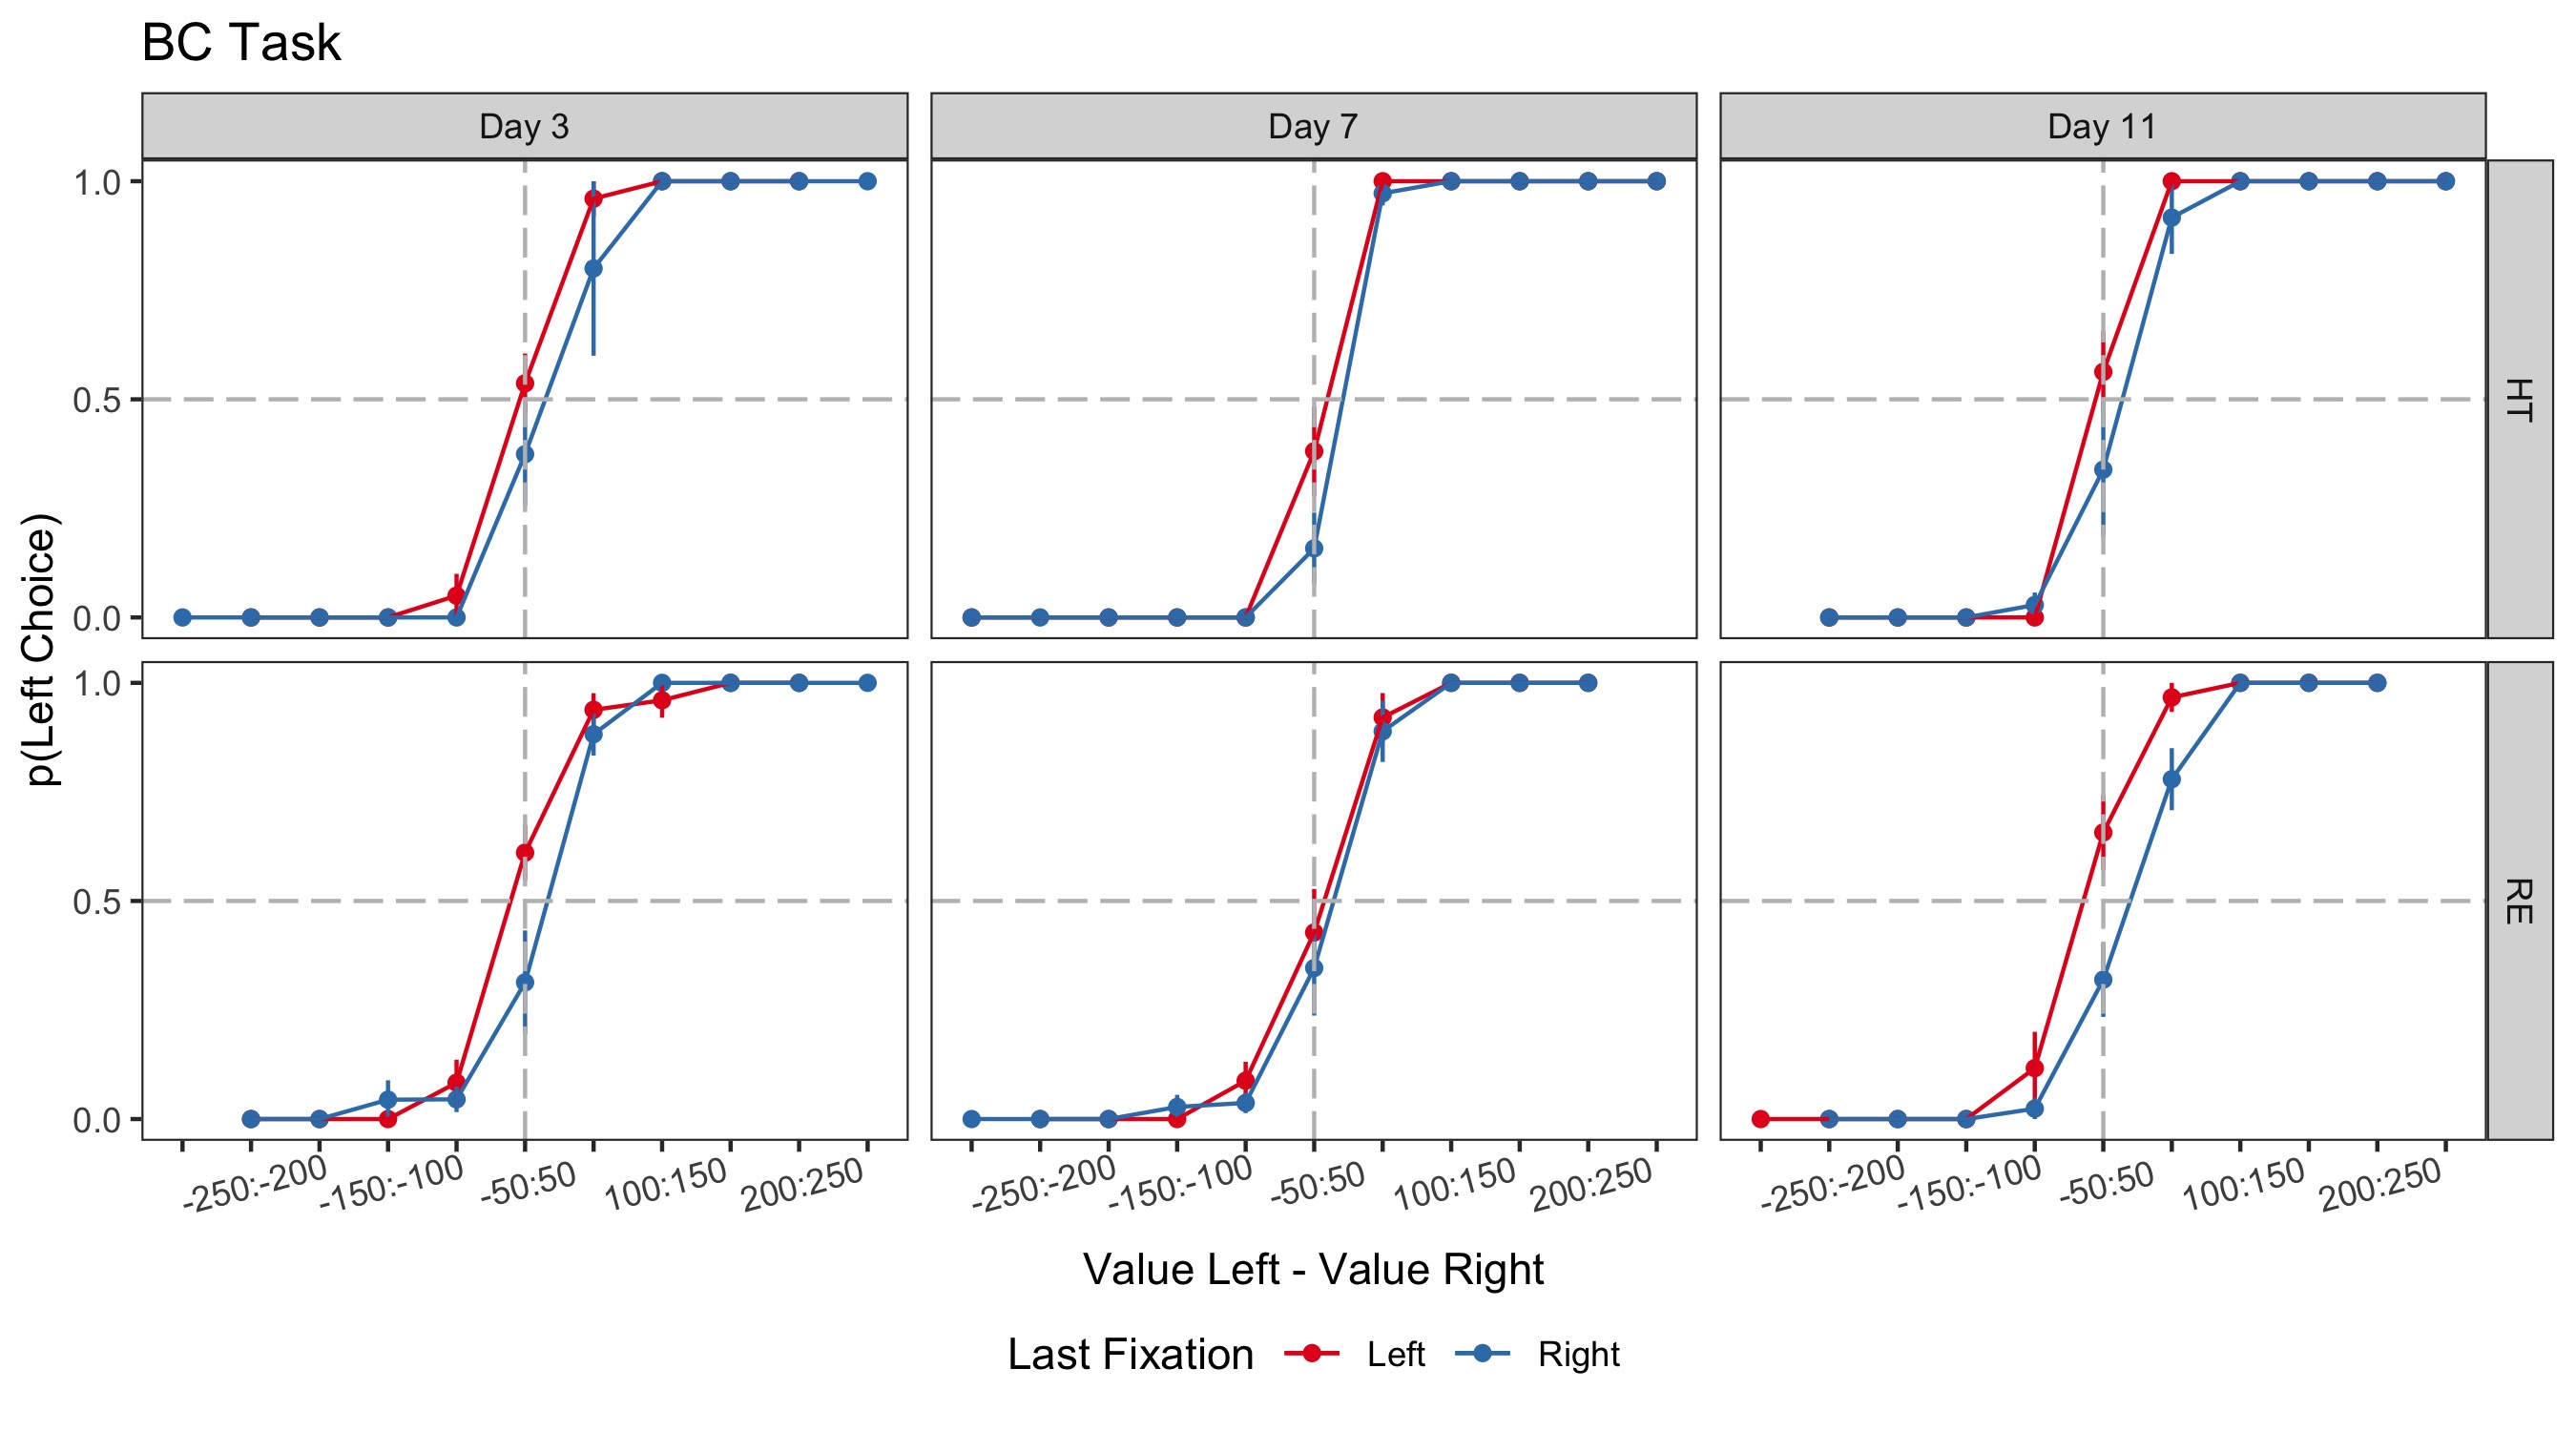 BC Task
Day 3
Day 7
Day 11
1.0
0.5
0.0
HT
1.0
0.5
0.0
RE
p(Left Choice)
-250:-200
-150:-100
-50:50
100:150
200:250
-250:-200
-150:-100
-50:50
100:150
200:250
-250:-200
-150:-100
-50:50
100:150
200:250
Value Left - Value Right
Last Fixation Left Right